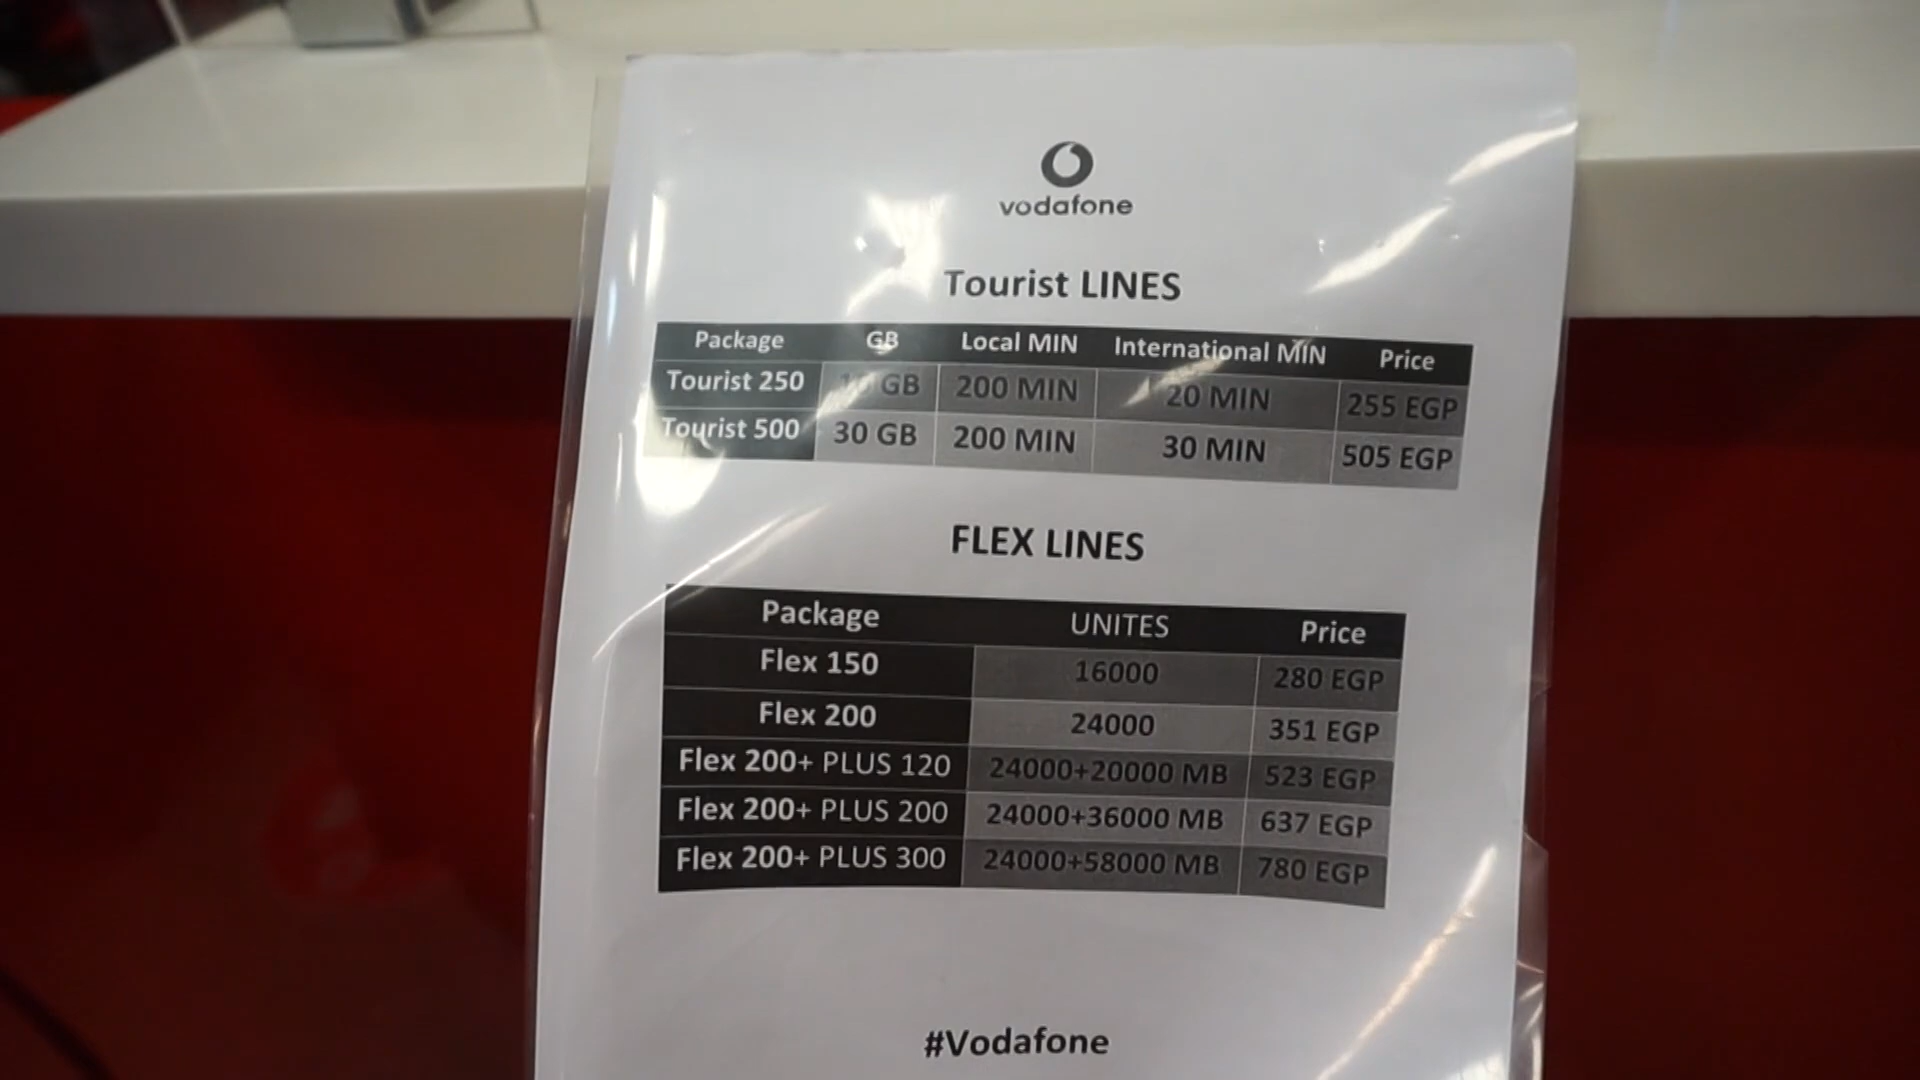 vodafone
Tourist LINES
Package GB Local MIN International MIN Price
Tourist 250 GB 200 MIN 20 MIN 255 EGP
Tourist 500 30 GB 200 MIN 30 MIN 505 EGP
FLEX LINES
Package UNITES Price
Flex 150 16000 280 EGP
Flex 200 24000 351 EGP
Flex 200+ PLUS 120 24000+20000 MB 523 EGP
Flex 200+ PLUS 200 24000+36000 MB 637 EGP
Flex 200+ PLUS 300 24000+58000 MB 780 EGP
#Vodafone